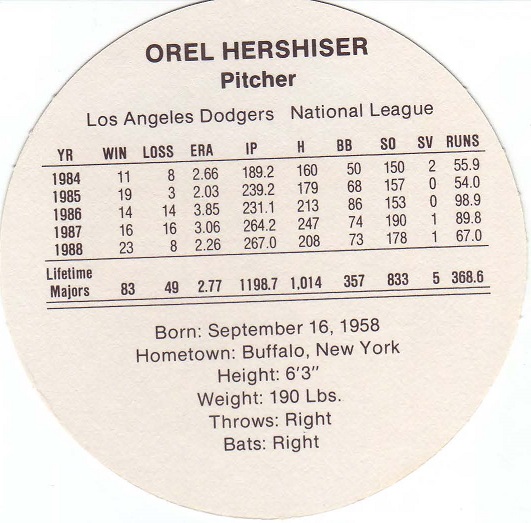 OREL HERSHISER
Pitcher
Los Angeles Dodgers National League
YR WIN LOSS ERA IP H BB SO SV RUNS
1984 11 8 2.66 189.2 160 50 150 2 55.9
1985 19 3 2.03 239.2 179 68 157 0 54.0
1986 14 14 3.85 231.1 213 86 153 0 98.9
1987 16 16 3.06 264.2 247 74 190 1 89.8
1988 23 8 2.26 267.0 208 73 178 1 67.0
Lifetime
Majors 83 49 2.77 1198.7 1,014 357 833 5 368.6
Born: September 16, 1958
Hometown: Buffalo, New York
Height: 6'3"
Weight: 190 Lbs.
Throws: Right
Bats: Right